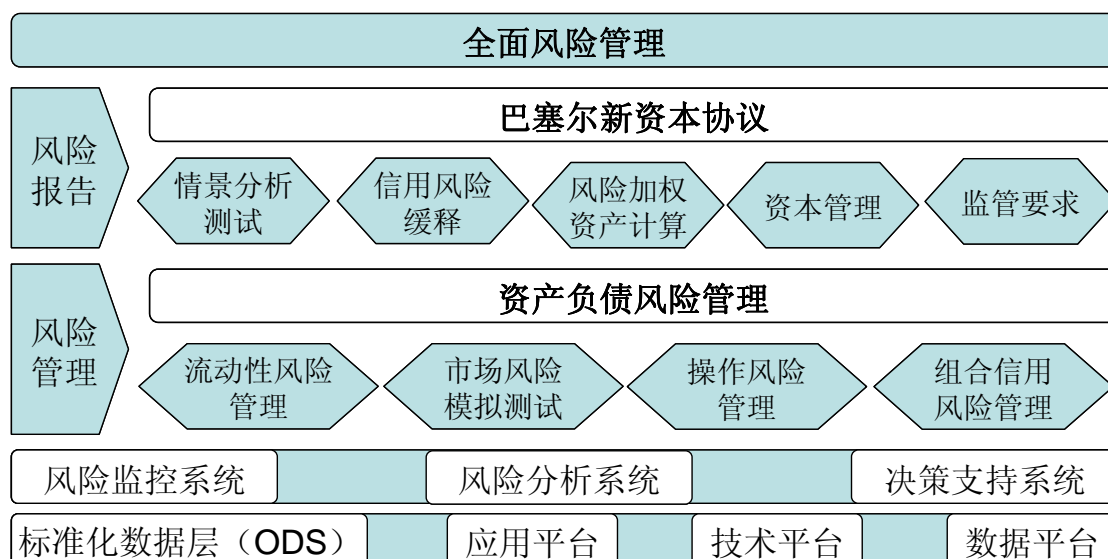 全面风险管理
风险
报告
巴塞尔新资本协议
情景分析
测试
信用风险
缓释
风险加权
资产计算
资本管理
监管要求
风险
管理
资产负债风险管理
流动性风险
管理
市场风险
模拟测试
操作风险
管理
组合信用
风险管理
风险监控系统
风险分析系统
决策支持系统
标准化数据层（ODS）
应用平台
技术平台
数据平台